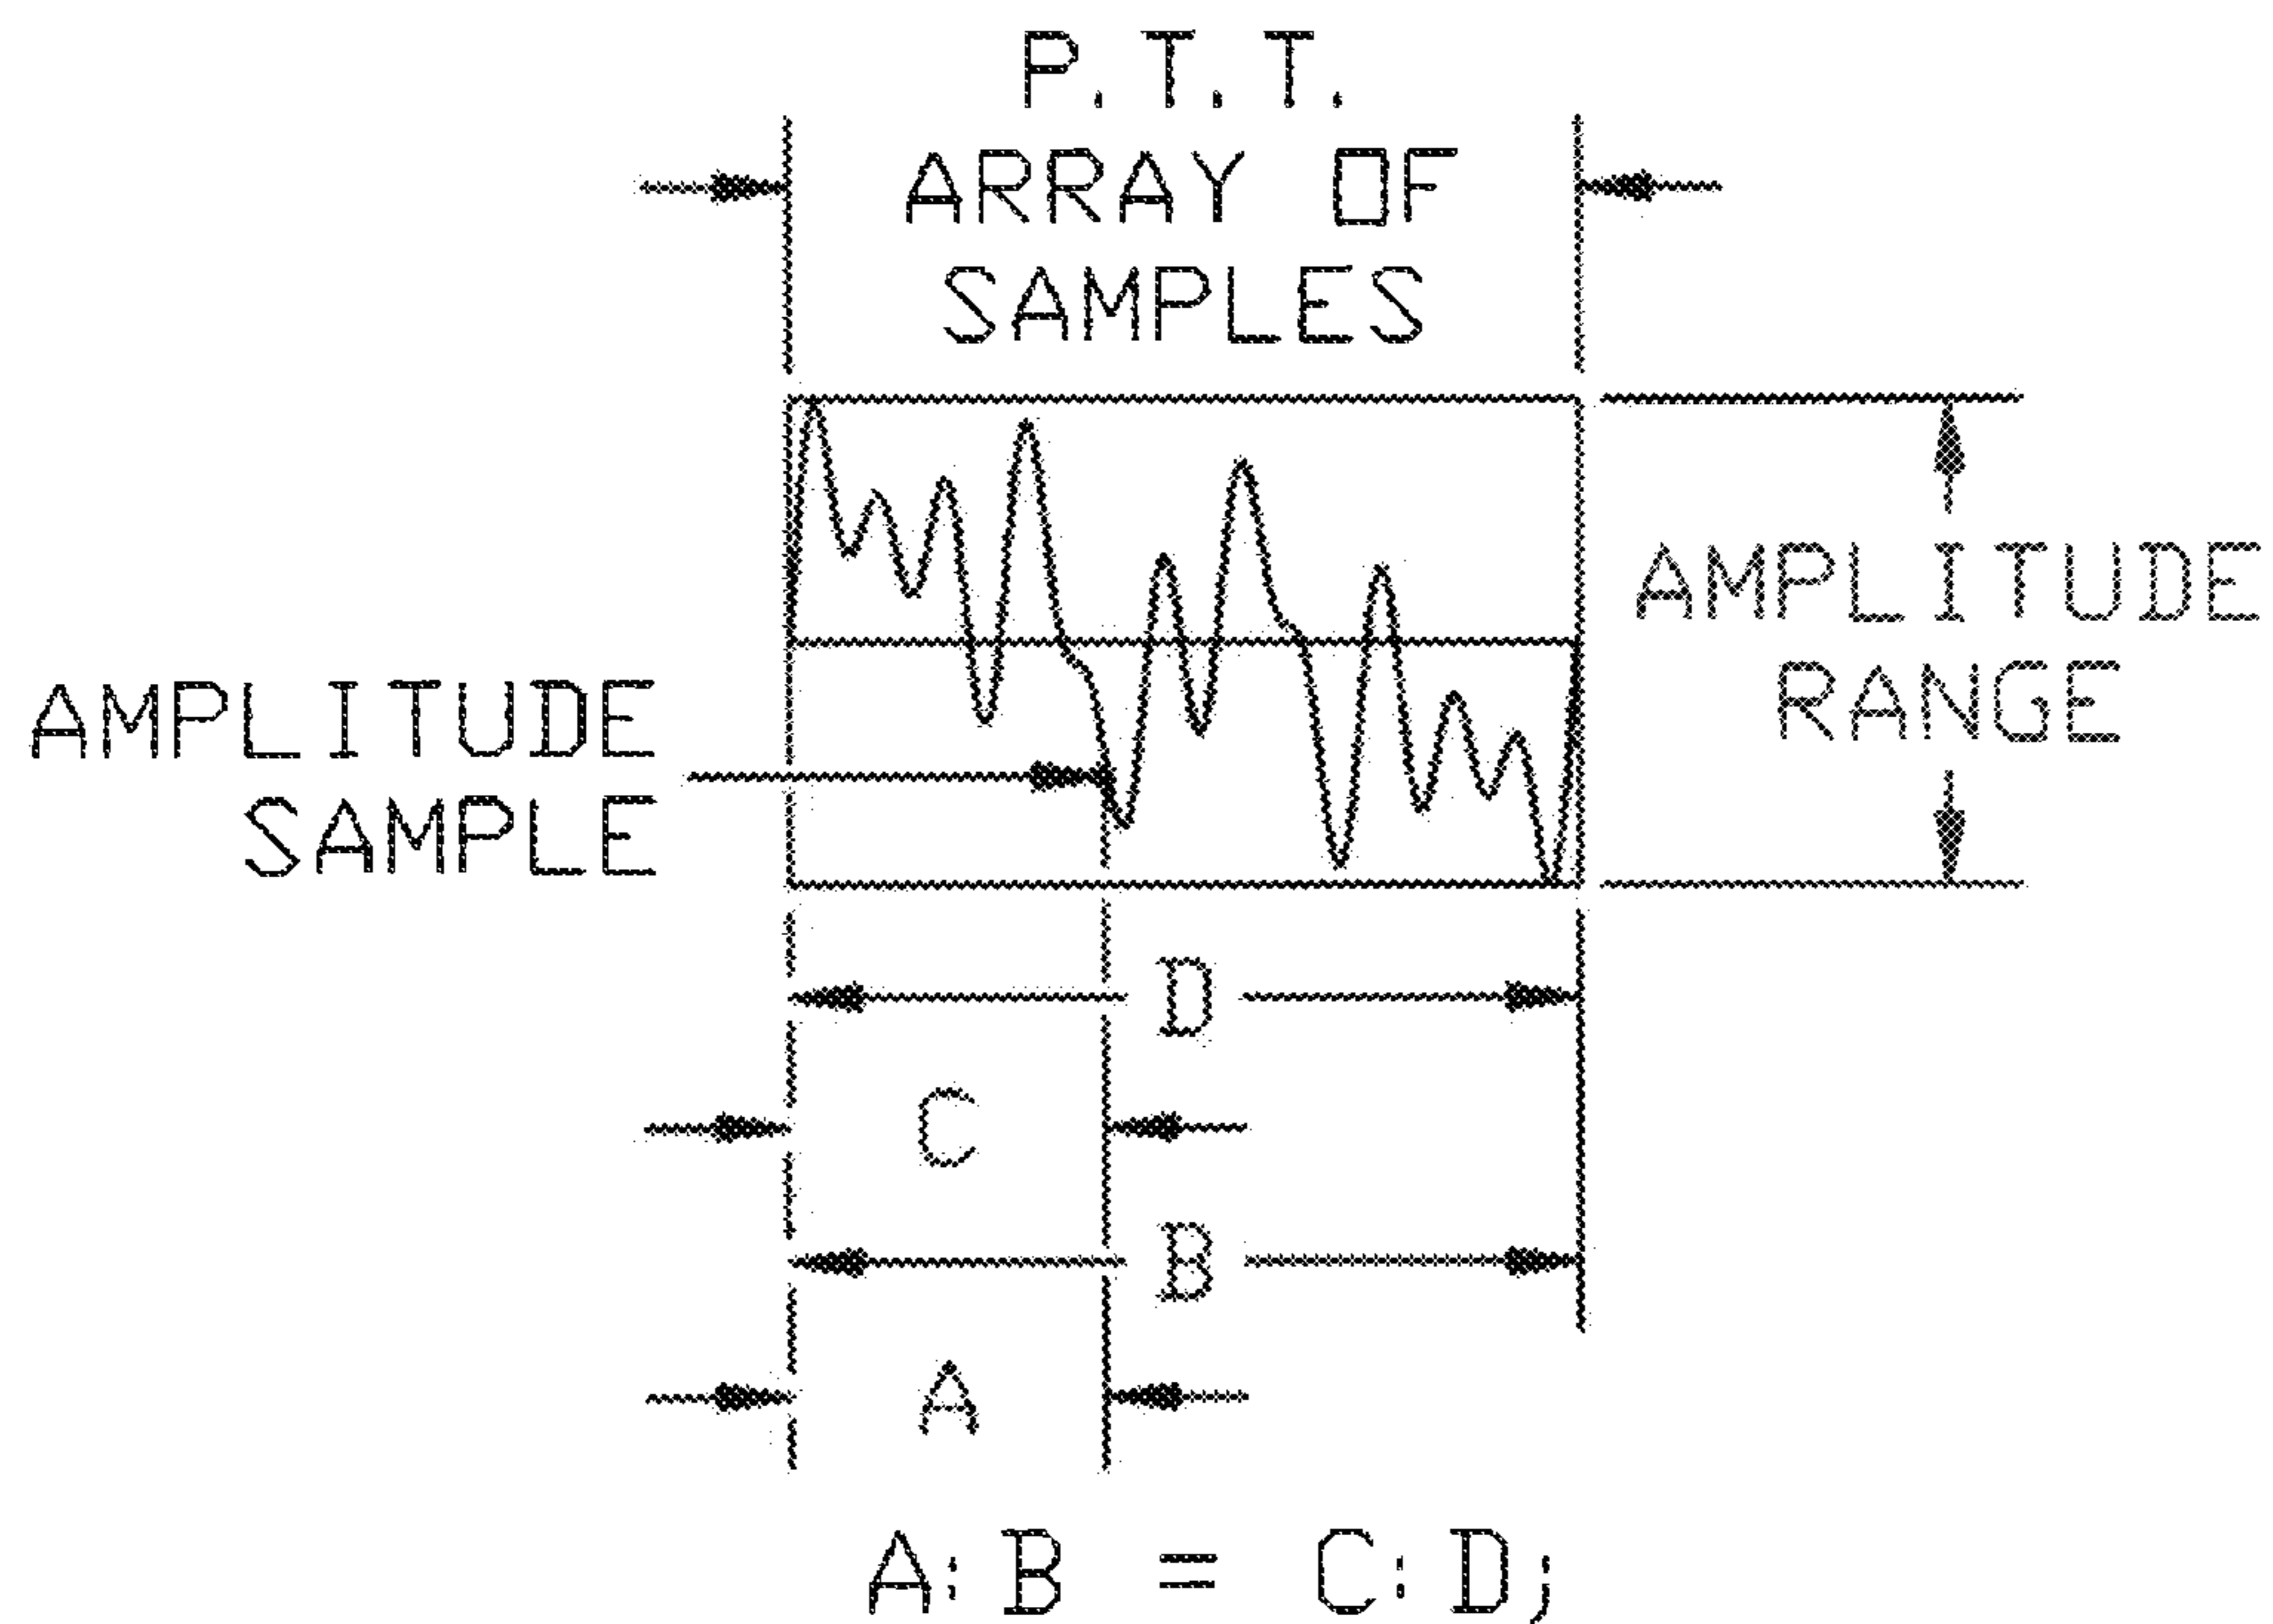 P.T.T.
ARRAY OF
SAMPLES
AMPLITUDE
RANGE
AMPLITUDE
SAMPLE
D
C
B
A
A:B = C:D;